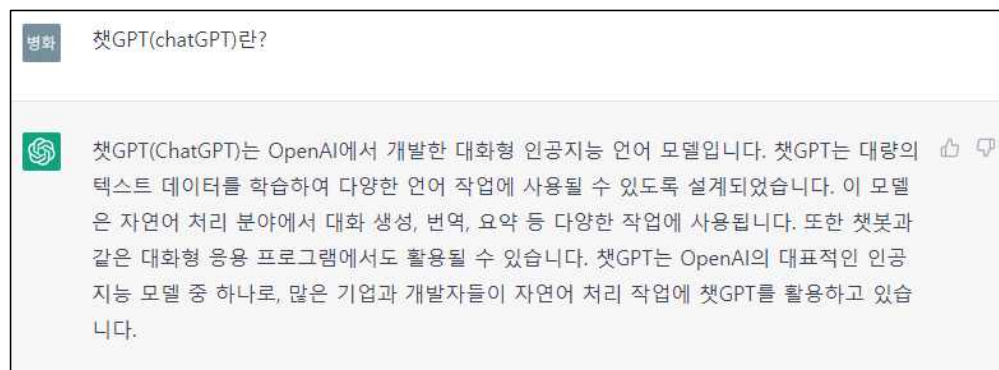 병화
챗GPT(chatGPT)란?
챗GPT(ChatGPT)는 OpenAI에서 개발한 대화형 인공지능 언어 모델입니다. 챗GPT는 대량의
텍스트 데이터를 학습하여 다양한 언어 작업에 사용될 수 있도록 설계되었습니다. 이 모델
은 자연어 처리 분야에서 대화 생성, 번역, 요약 등 다양한 작업에 사용됩니다. 또한 챗봇과
같은 대화형 응용 프로그램에서도 활용될 수 있습니다. 챗GPT는 OpenAI의 대표적인 인공
지능 모델 중 하나로, 많은 기업과 개발자들이 자연어 처리 작업에 챗GPT를 활용하고 있습
니다.